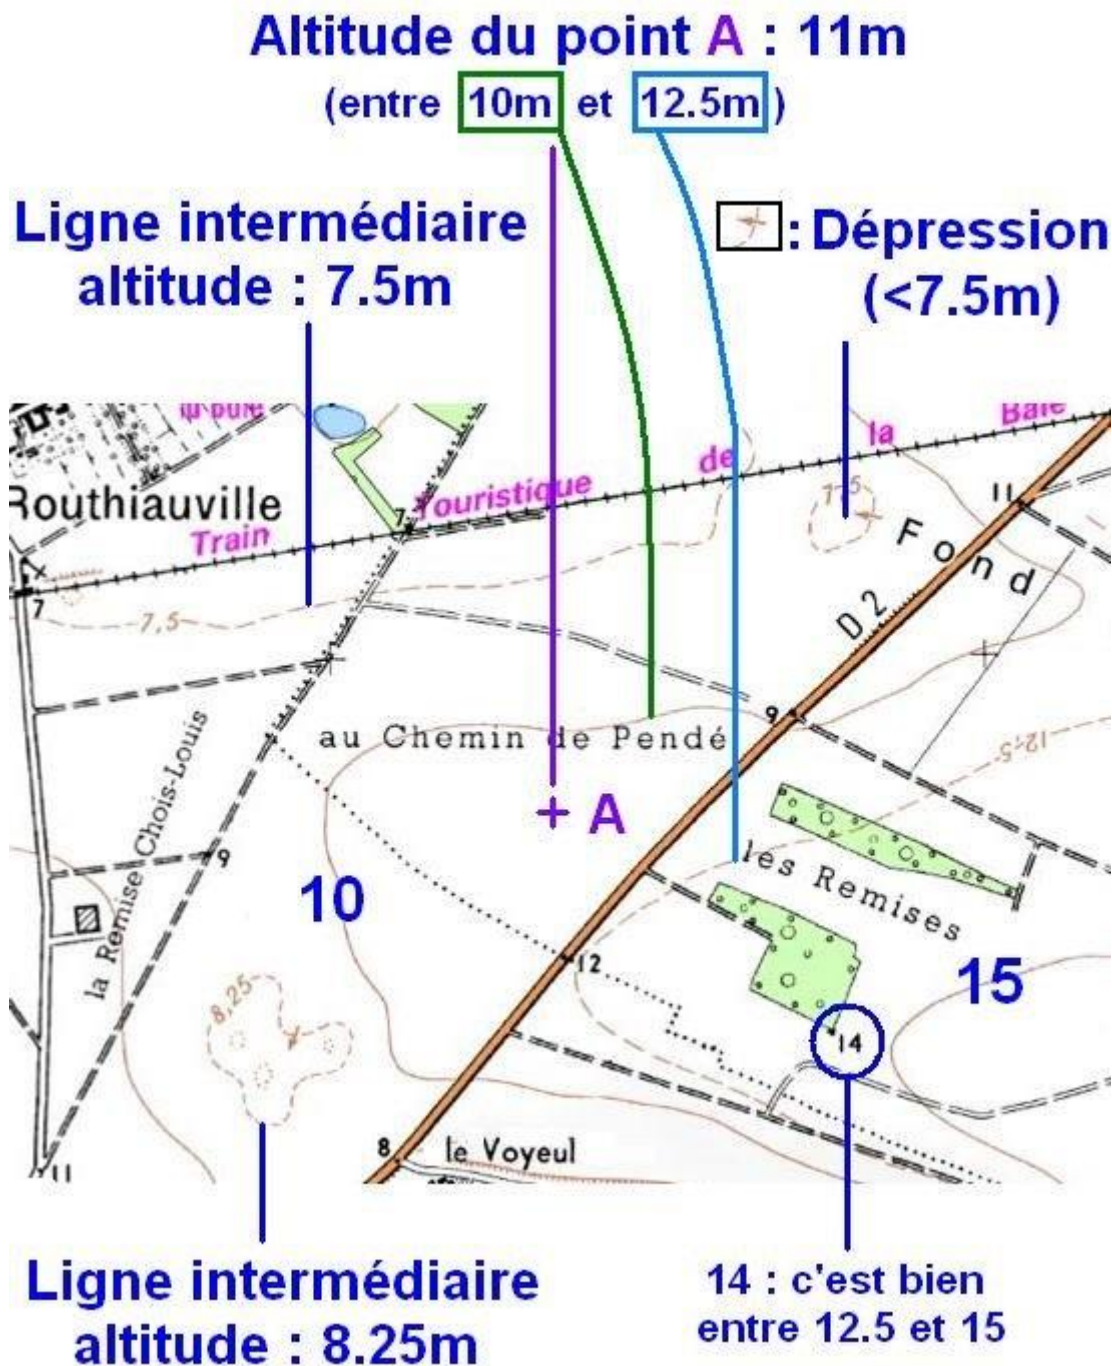 Altitude du point A : 11m
(entre 10m et 12.5m)
Ligne intermédiaire
altitude : 7.5m
: Dépression
(<7.5m)
Routhiauville
Train Touristique de la Baie
7
7
7,5
11
Fond
D 2
7,5
9
12,5
au Chemin de Pendé
+ A
la Remise Chois-Louis
9
10
les Remises
12
15
8,25
14
11
8
le Voyeul
Ligne intermédiaire
altitude : 8.25m
14 : c'est bien
entre 12.5 et 15